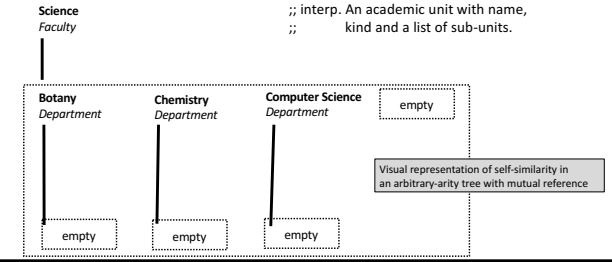 Science
Faculty
;; interp. An academic unit with name,
;; kind and a list of sub-units.
Botany
Department
Chemistry
Department
Computer Science
Department
empty
Visual representation of self-similarity in
an arbitrary-arity tree with mutual reference
empty
empty
empty